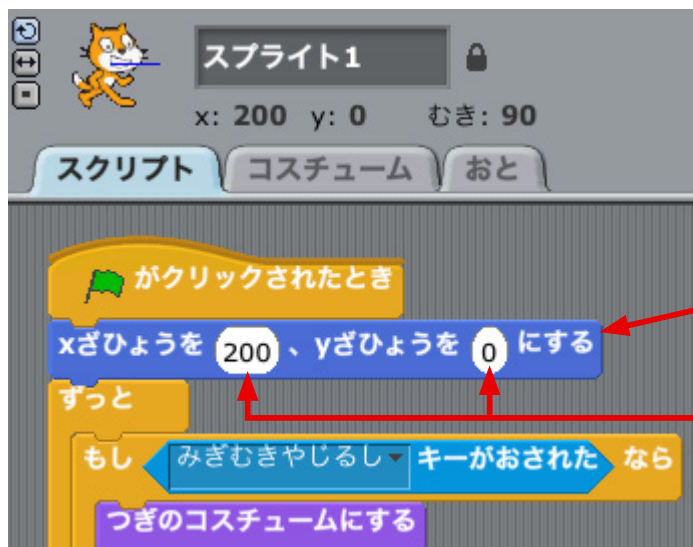 スプライト1
x: 200 y: 0 むき: 90
スクリプト コスチューム おと
がクリックされたとき
xざひょうを 200 、yざひょうを 0 にする
ずっと
もし みぎむきやじるし キーがおされた なら
つぎのコスチュームにする